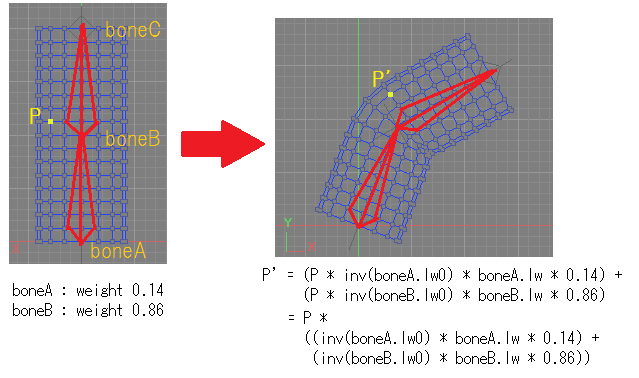 boneC
P
boneB
boneA
boneA : weight 0.14
boneB : weight 0.86
P'
Y
X
X
P' = (P * inv(boneA.lw0) * boneA.lw * 0.14) +
(P * inv(boneB.lw0) * boneB.lw * 0.86)
= P *
((inv(boneA.lw0) * boneA.lw * 0.14) +
(inv(boneB.lw0) * boneB.lw * 0.86))